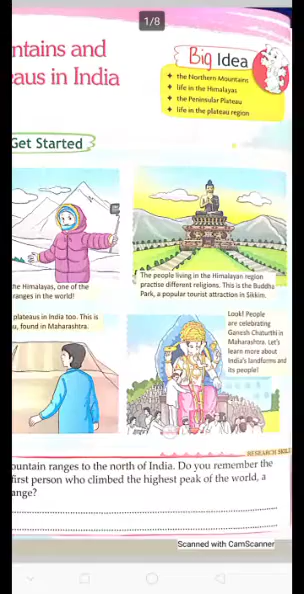 1/8
ntains and
eaus in India
Big Idea
the Northern Mountains
life in the Himalayas
the Peninsular Plateau
life in the plateau region
Get Started
he Himalayas, one of the
ranges in the world!
The people living in the Himalayan region
practise different religions. This is the Buddha
Park, a popular tourist attraction in Sikkim.
plateaus in India too. This is
u, found in Maharashtra.
Look! People
are celebrating
Ganesh Chaturthi in
Maharashtra. Let's
learn more about
India's landforms and
its people!
RESEARCH SKILL
ountain ranges to the north of India. Do you remember the
first person who climbed the highest peak of the world, a
ange?
Scanned with CamScanner